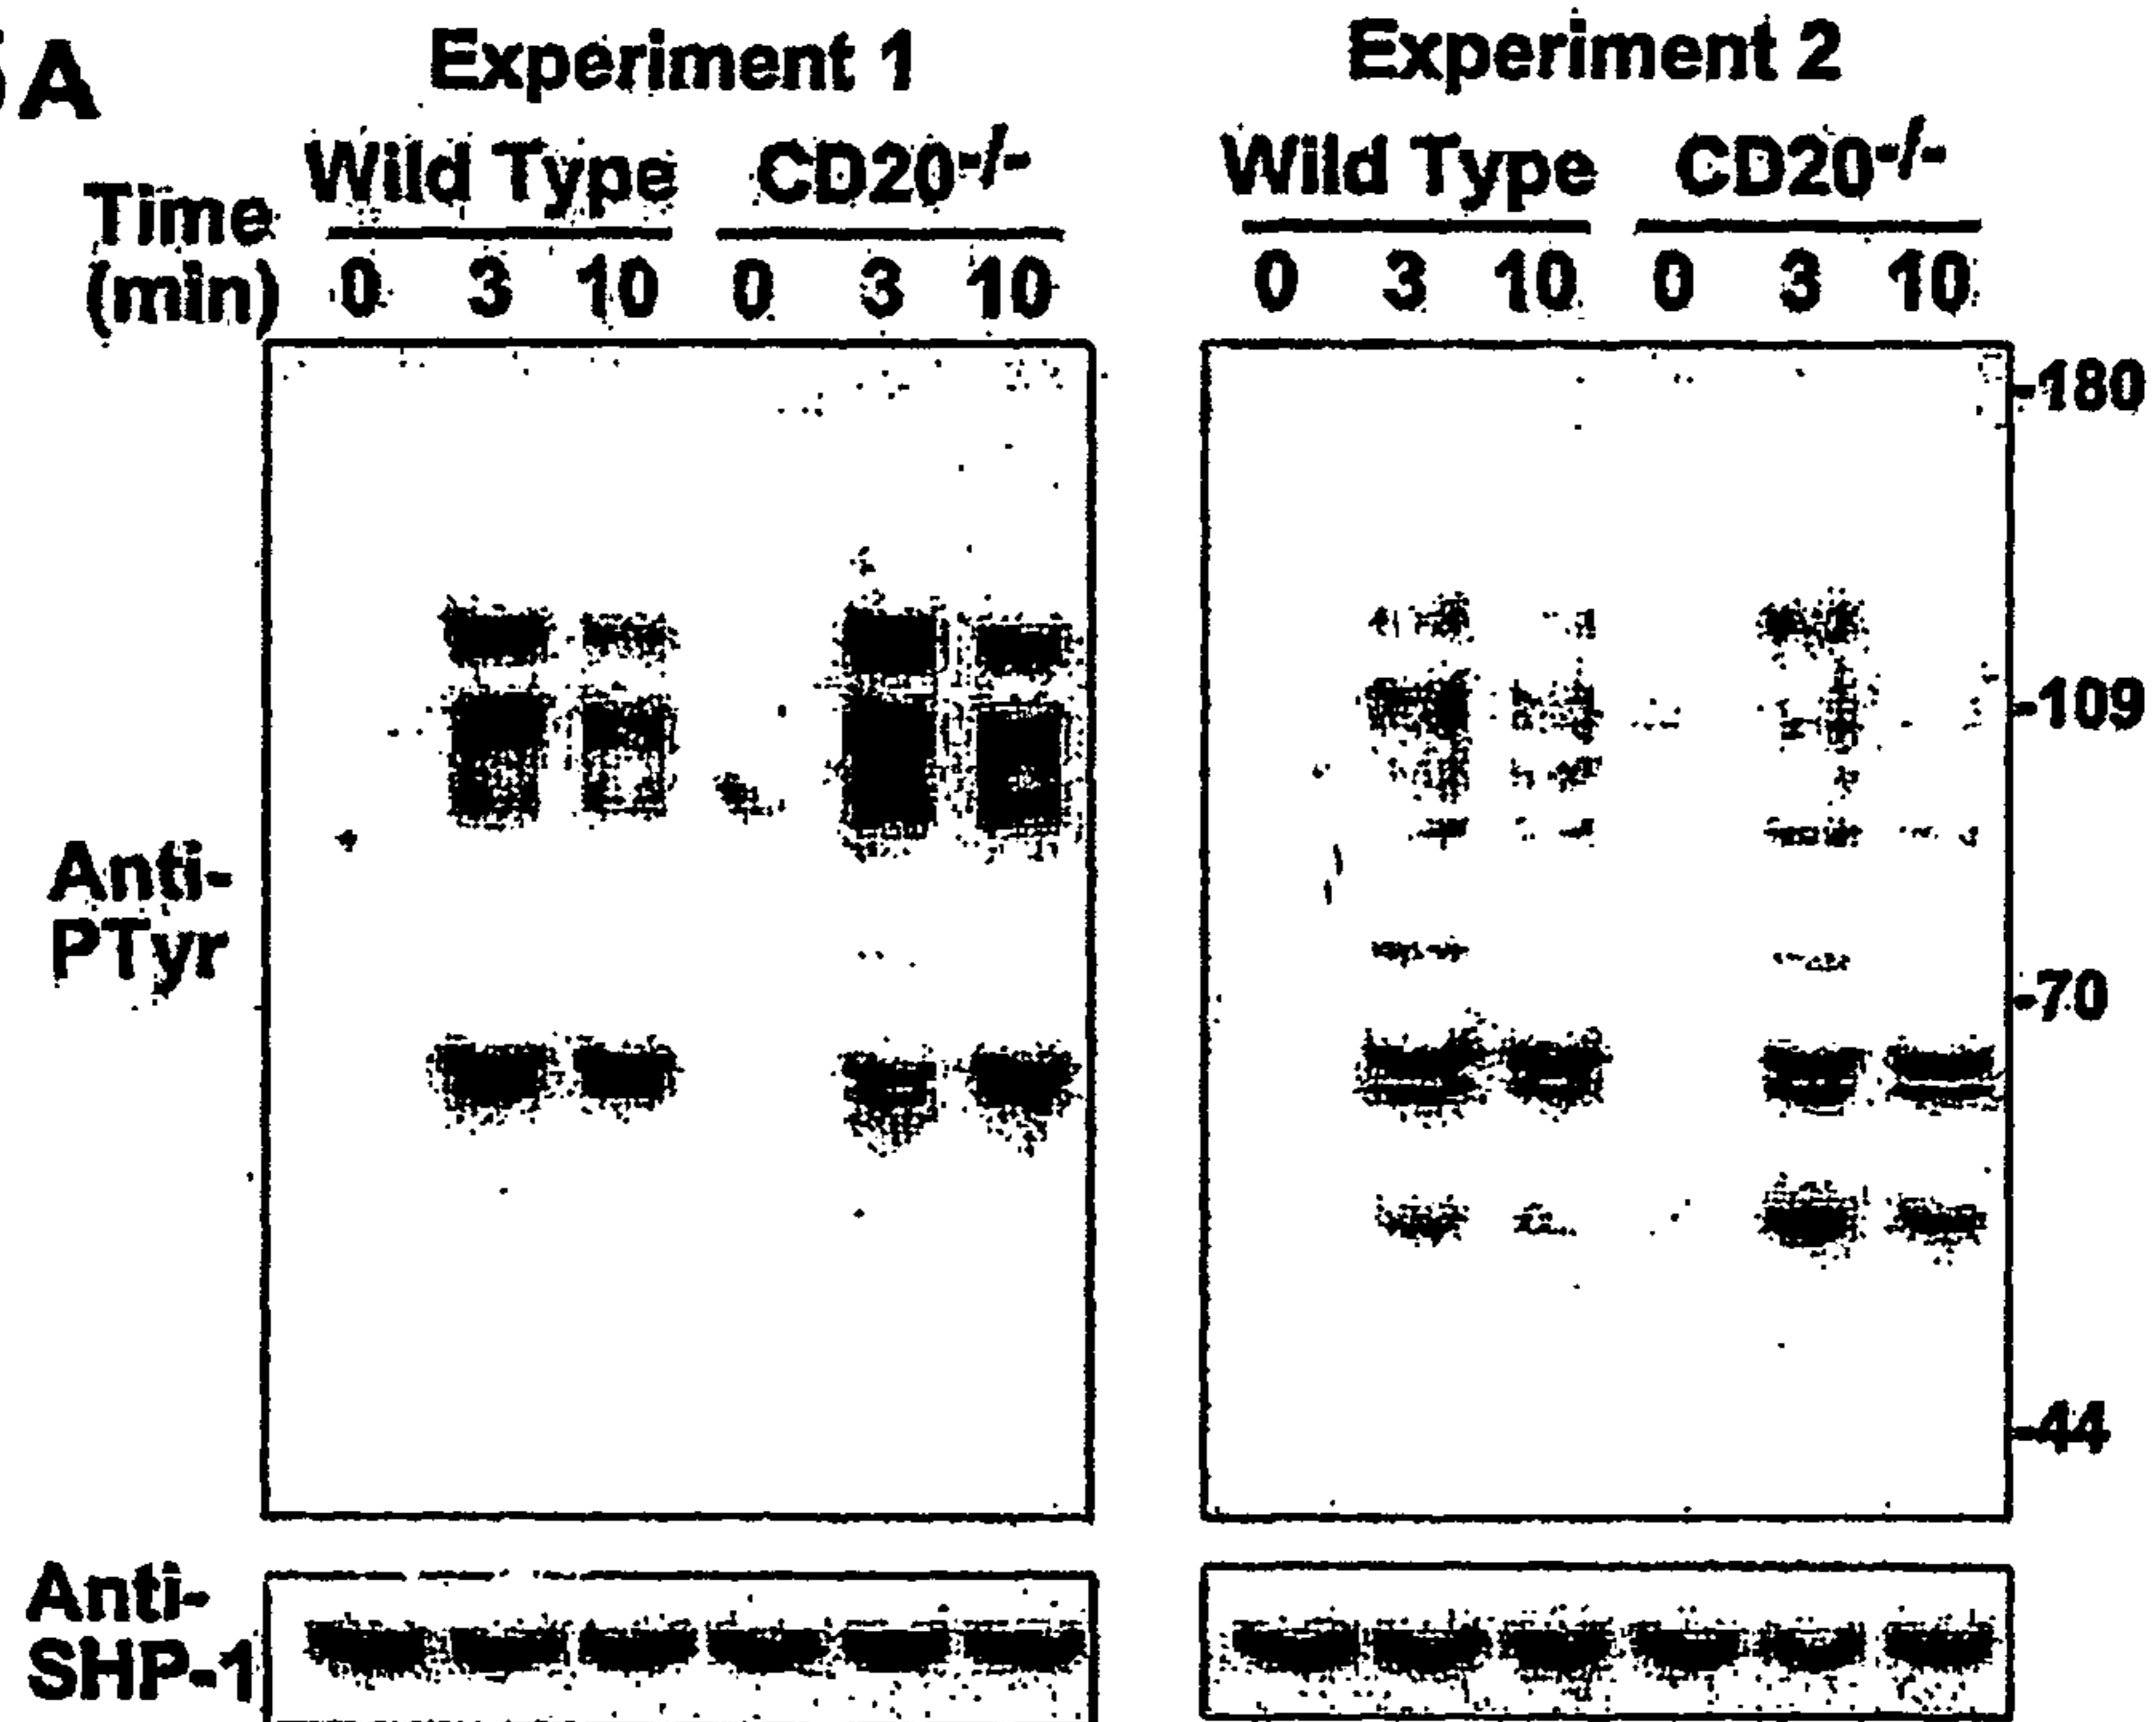 5A
Experiment 1 Experiment 2
Wild Type CD20-/- Wild Type CD20-/-
Time
(min) 0 3 10 0 3 10 0 3 10 0 3 10
-180
-109
Anti-
PTyr
-70
-44
Anti-
SHP-1